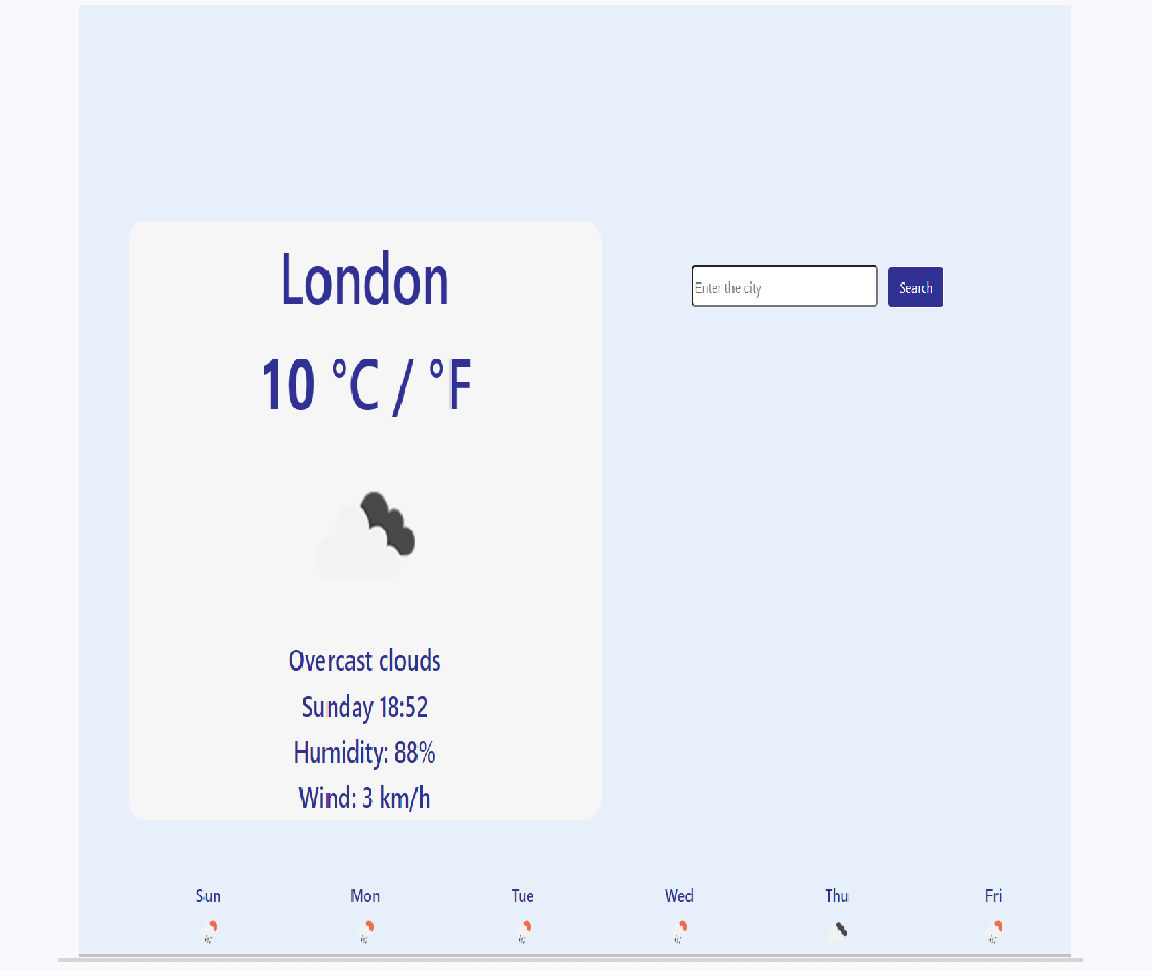 London
Enter the city
Search
10 °C / °F
Overcast clouds
Sunday 18:52
Humidity: 88%
Wind: 3 km/h
Sun Mon Tue Wed Thu Fri